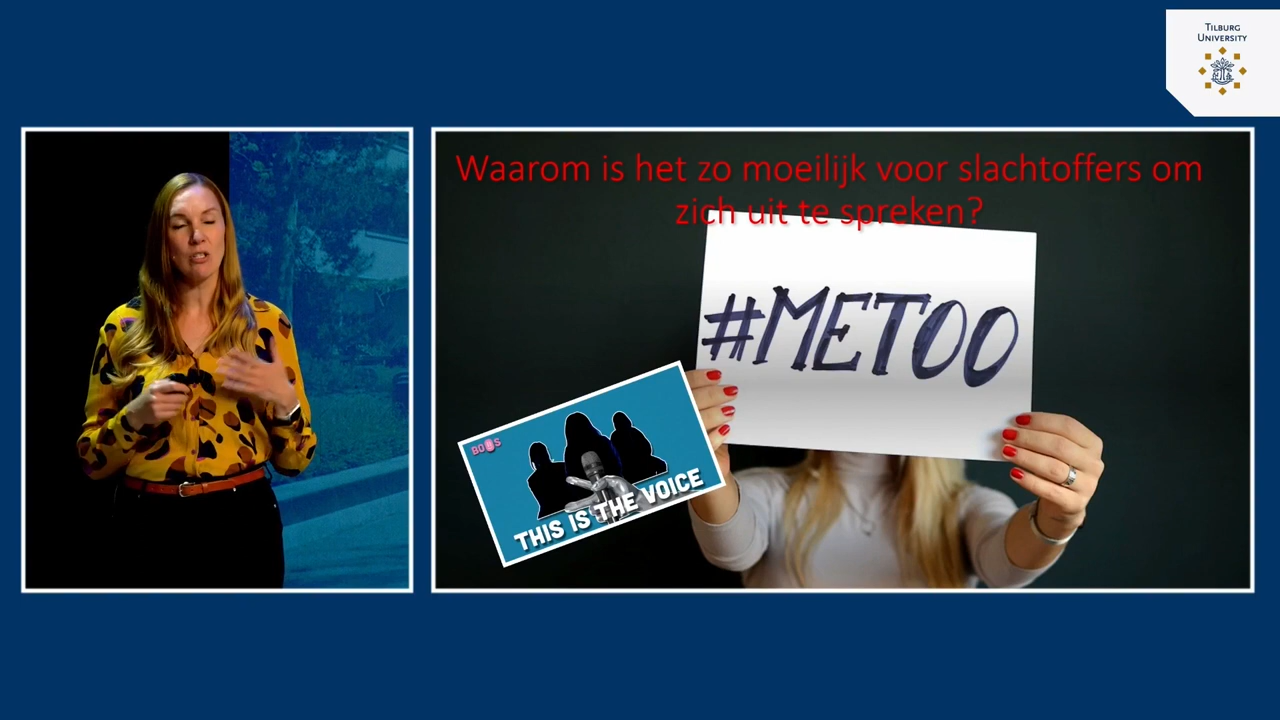 TILBURG
UNIVERSITY
Waarom is het zo moeilijk voor slachtoffers om
zich uit te spreken?
#METOO
BOOS
THIS IS THE VOICE